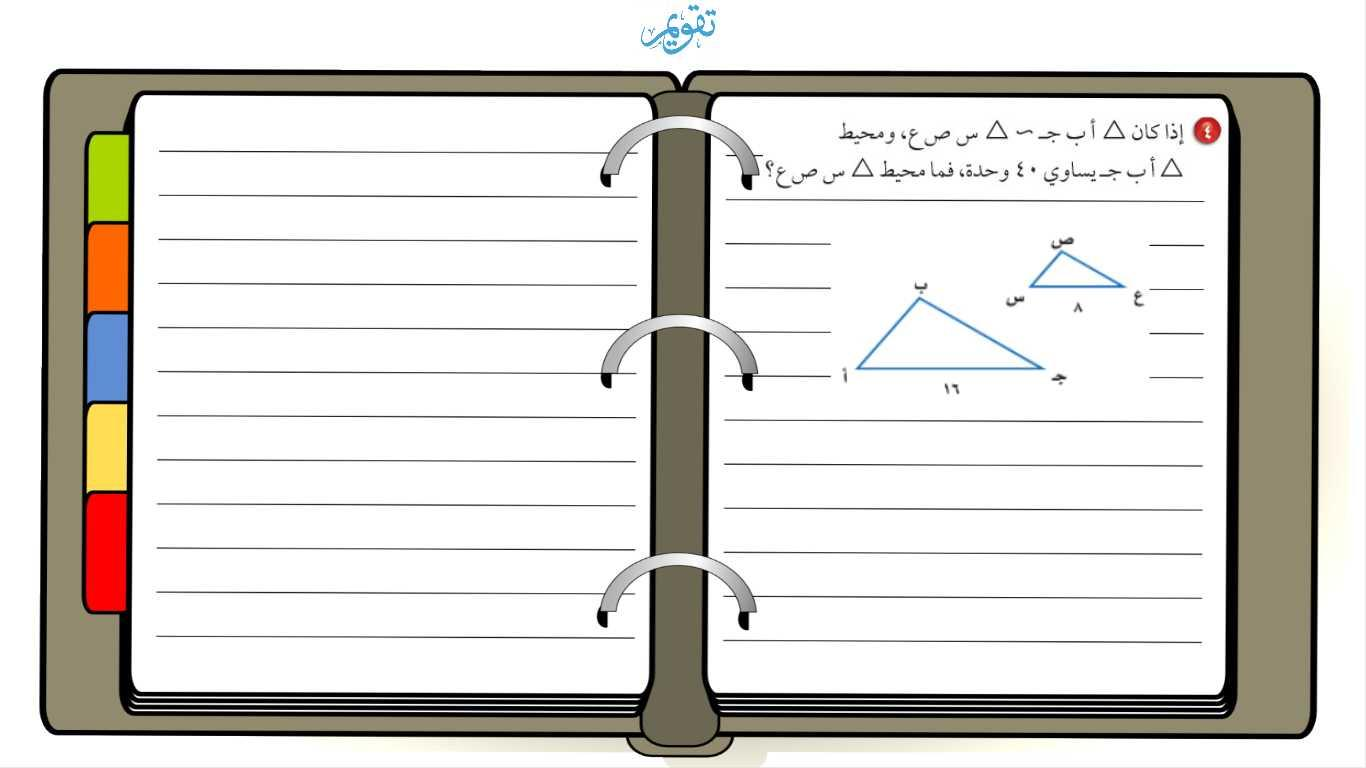 تقويم
٤ إذا كان △ أ ب جـ ∽ △ س ص ع، ومحيط
△ أ ب جـ يساوي ٤٠ وحدة، فما محيط △ س ص ع؟
ص
س
ع
٨
ب
أ
جـ
١٦